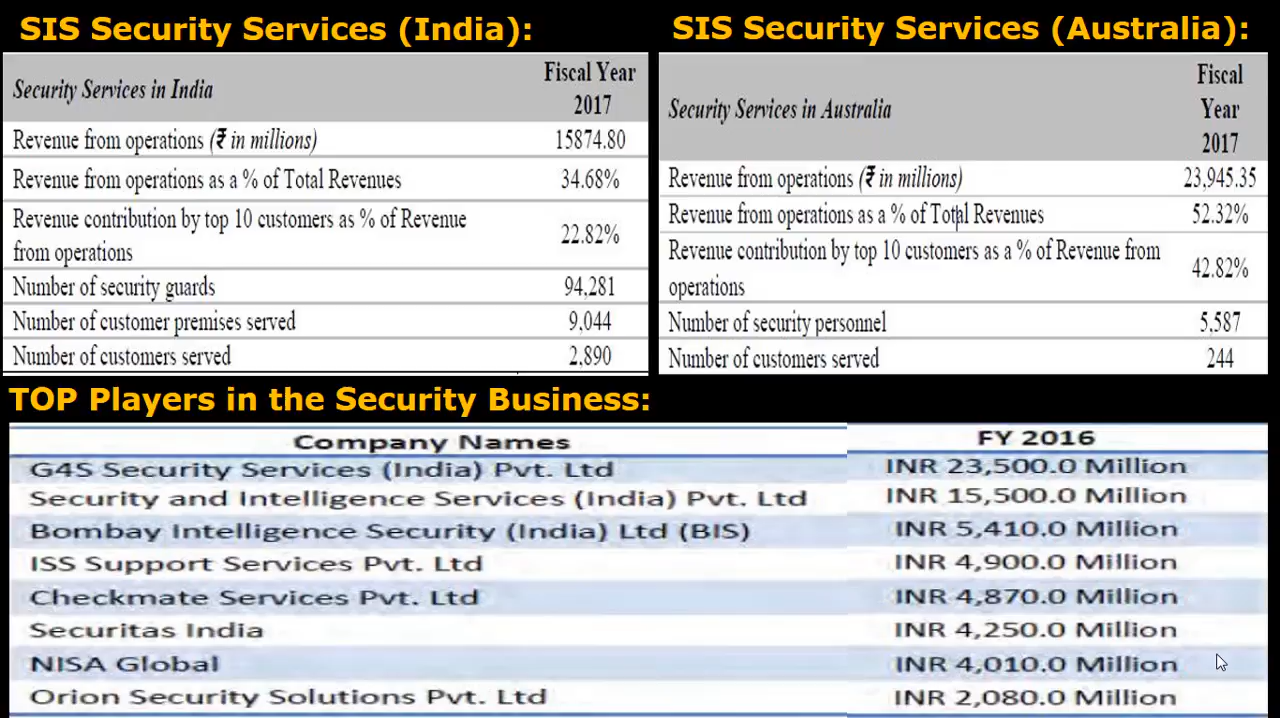 SIS Security Services (India):
Security Services in India
Fiscal Year
2017
Revenue from operations (₹ in millions) 15874.80
Revenue from operations as a % of Total Revenues 34.68%
Revenue contribution by top 10 customers as % of Revenue
from operations 22.82%
Number of security guards 94,281
Number of customer premises served 9,044
Number of customers served 2,890
SIS Security Services (Australia):
Security Services in Australia
Fiscal
Year
2017
Revenue from operations (₹ in millions) 23,945.35
Revenue from operations as a % of Total Revenues 52.32%
Revenue contribution by top 10 customers as a % of Revenue from
operations 42.82%
Number of security personnel 5,587
Number of customers served 244
TOP Players in the Security Business:
Company Names FY 2016
G4S Security Services (India) Pvt. Ltd INR 23,500.0 Million
Security and Intelligence Services (India) Pvt. Ltd INR 15,500.0 Million
Bombay Intelligence Security (India) Ltd (BIS) INR 5,410.0 Million
ISS Support Services Pvt. Ltd INR 4,900.0 Million
Checkmate Services Pvt. Ltd INR 4,870.0 Million
Securitas India INR 4,250.0 Million
NISA Global INR 4,010.0 Million
Orion Security Solutions Pvt. Ltd INR 2,080.0 Million